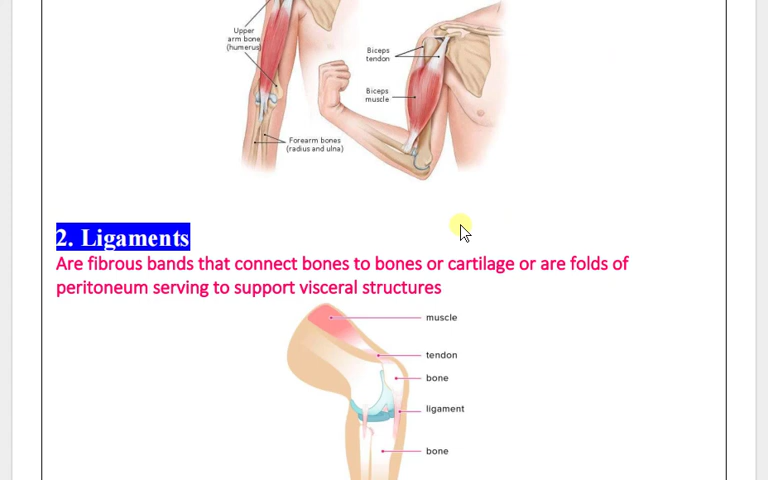 Upper
arm bone
(humerus)
Biceps
tendon
Biceps
muscle
Forearm bones
(radius and ulna)
2. Ligaments
Are fibrous bands that connect bones to bones or cartilage or are folds of
peritoneum serving to support visceral structures
muscle
tendon
bone
ligament
bone